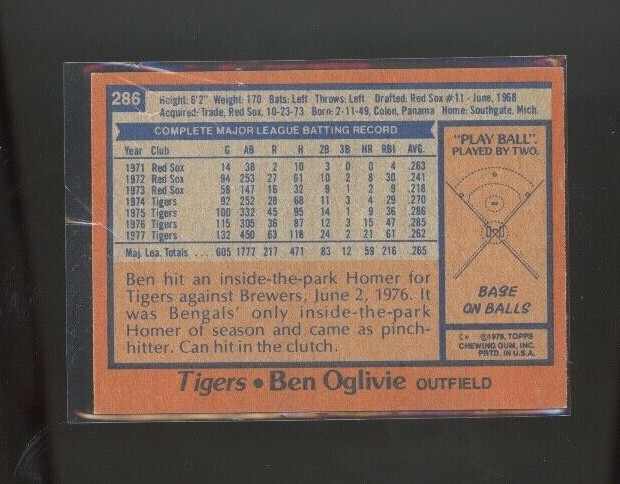 286 Height: 6'2" Weight: 170 Bats: Left Throws: Left Drafted: Red Sox #11 - June, 1968
Acquired: Trade, Red Sox, 10-23-73 Born: 2-11-49, Colon, Panama Home: Southgate, Mich.
COMPLETE MAJOR LEAGUE BATTING RECORD
Year Club G AB R H 2B 3B HR RBI AVG.
1971 Red Sox 14 38 2 10 3 0 0 4 .263
1972 Red Sox 94 253 27 61 10 2 8 30 .241
1973 Red Sox 58 147 16 32 9 1 2 9 .218
1974 Tigers 92 252 28 68 11 3 4 29 .270
1975 Tigers 100 332 45 95 14 1 9 36 .286
1976 Tigers 115 305 36 87 12 3 15 47 .285
1977 Tigers 132 450 63 118 24 2 21 61 .262
Maj. Lea. Totals .... 605 1777 217 471 83 12 59 216 .265
Ben hit an inside-the-park Homer for
Tigers against Brewers, June 2, 1976. It
was Bengals' only inside-the-park
Homer of season and came as pinch-
hitter. Can hit in the clutch.
"PLAY BALL".
PLAYED BY TWO.
BASE
ON BALLS
C* ©1978, TOPPS
CHEWING GUM, INC.
PRTD. IN U.S.A.
Tigers • Ben Oglivie OUTFIELD